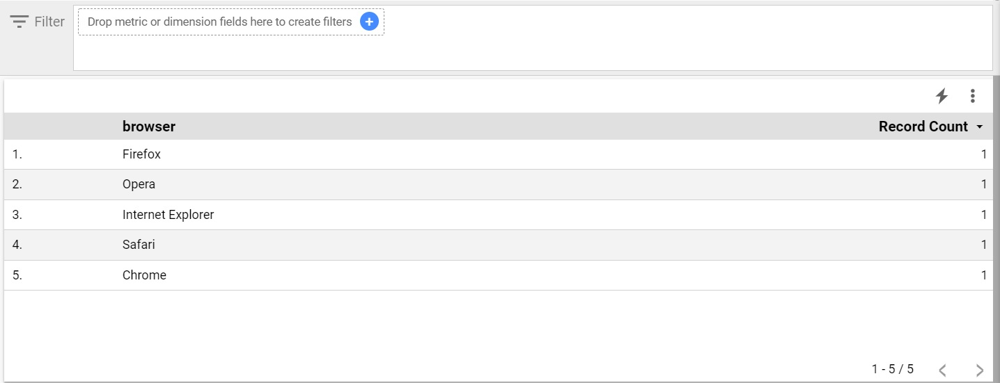 Filter
Drop metric or dimension fields here to create filters
browser Record Count
1. Firefox 1
2. Opera 1
3. Internet Explorer 1
4. Safari 1
5. Chrome 1
1 - 5 / 5